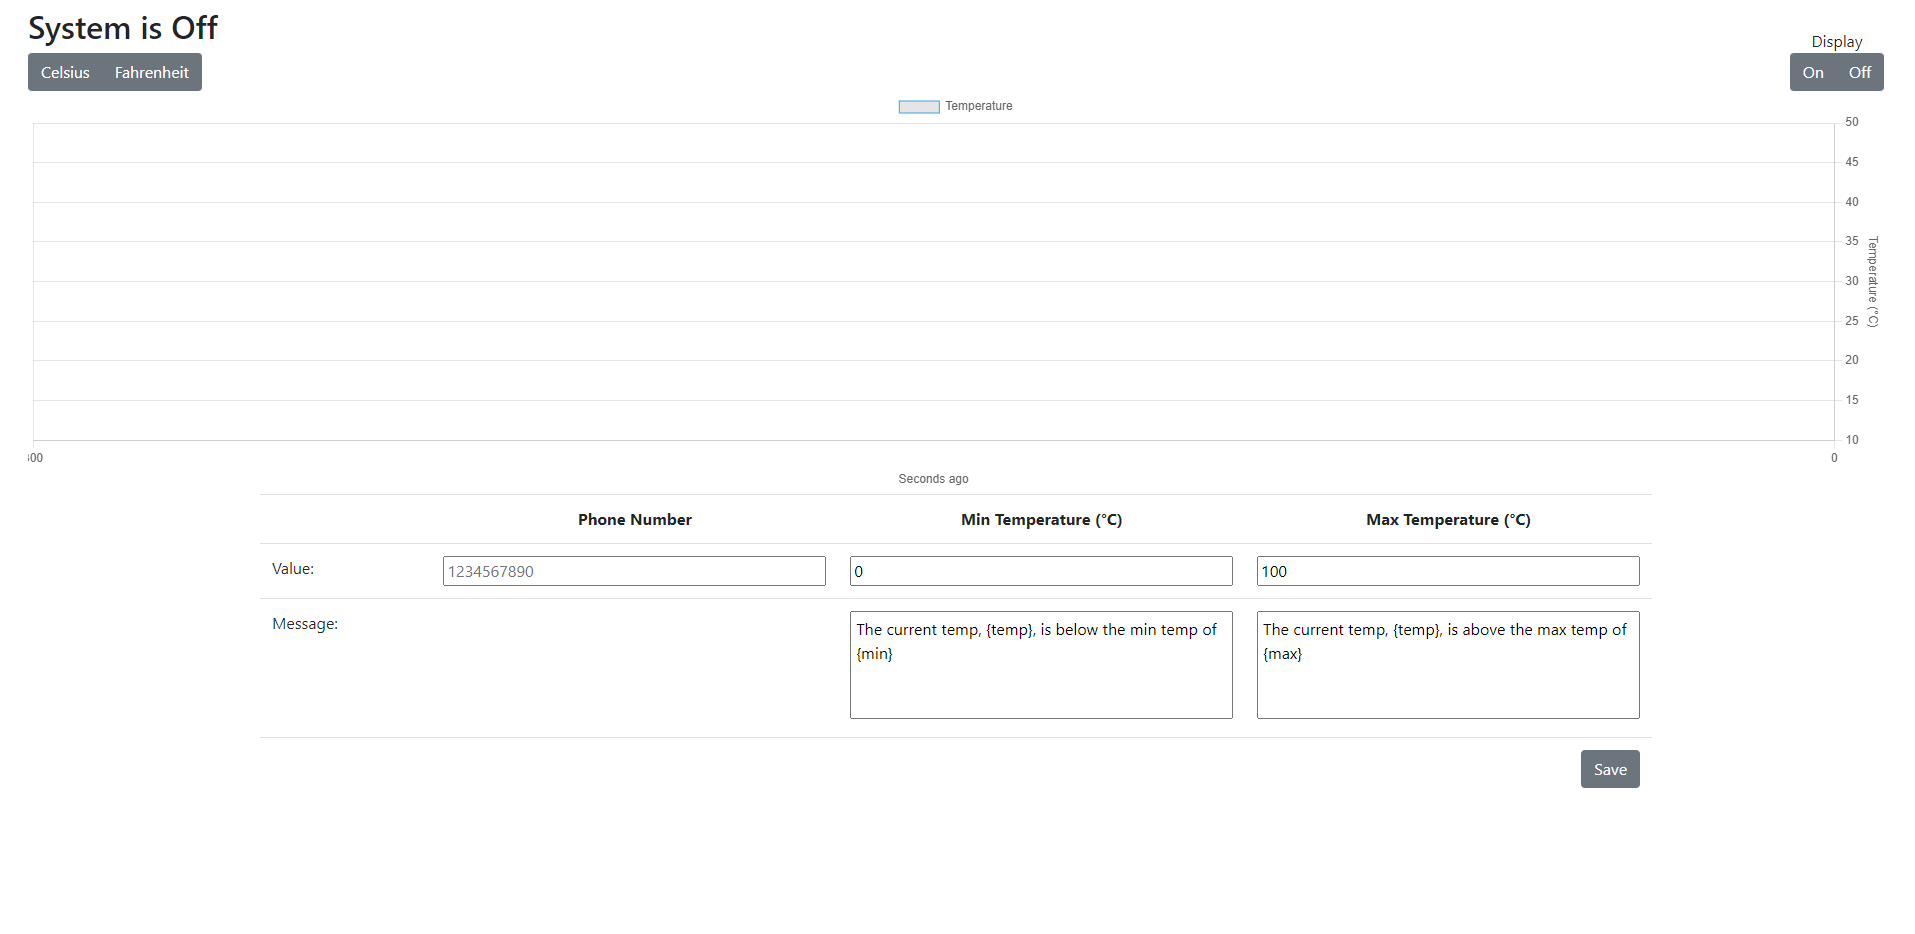 System is Off
Display
Celsius Fahrenheit
On Off
Temperature
50
45
40
35
30
25
20
15
10
Temperature (°C)
0
Seconds ago
Phone Number Min Temperature (°C) Max Temperature (°C)
Value: 1234567890 0 100
Message:
The current temp, {temp}, is below the min temp of
{min}
The current temp, {temp}, is above the max temp of
{max}
Save